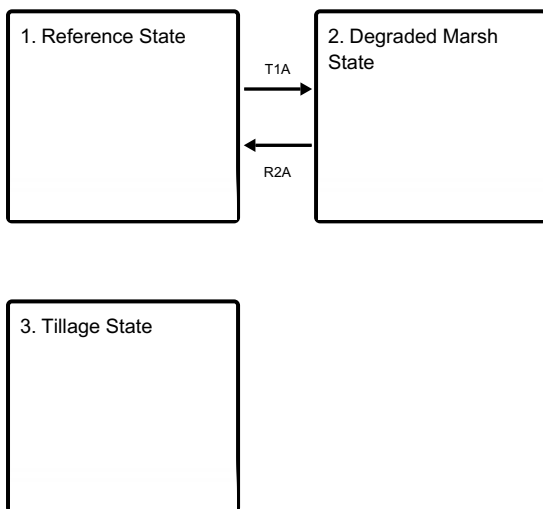 1. Reference State
2. Degraded Marsh
State
T1A
R2A
3. Tillage State